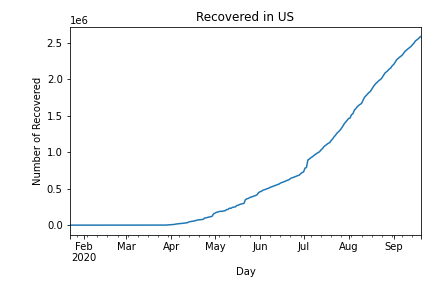 Recovered in US
1e6
2.5
2.0
1.5
1.0
0.5
0.0
Number of Recovered
Feb Mar Apr May Jun Jul Aug Sep
2020
Day